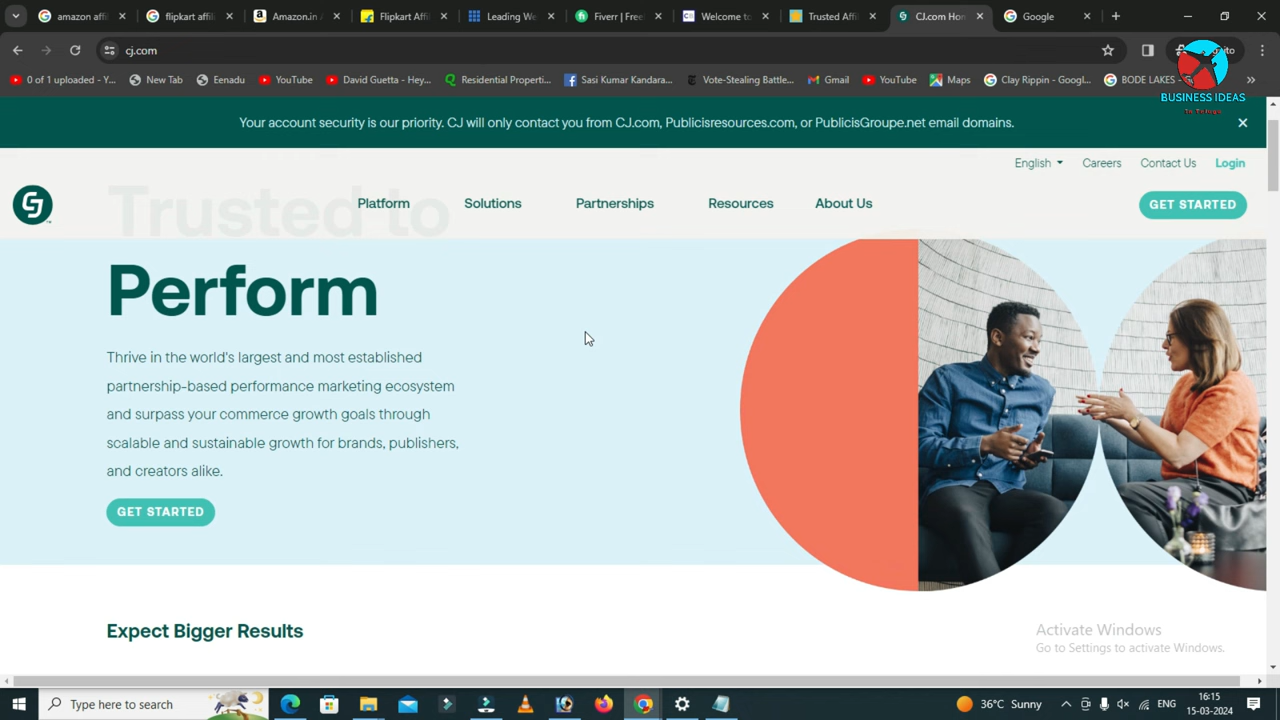 amazon affi
flipkart affil
Amazon.in A
Flipkart Affi
Leading We
Fiverr | Free
Welcome to
Trusted Affi
CJ.com Hom
Google
cj.com
0 of 1 uploaded - Y...
New Tab
Eenadu
YouTube
David Guetta - Hey...
Residential Properti...
Sasi Kumar Kandara...
Vote-Stealing Battle...
Gmail
YouTube
Maps
Clay Rippin - Googl...
BODE LAKES - G
BUSINESS IDEAS
In Telugu
Your account security is our priority. CJ will only contact you from CJ.com, Publicisresources.com, or PublicisGroupe.net email domains.
English
Careers
Contact Us
Login
Trusted to
Platform
Solutions
Partnerships
Resources
About Us
GET STARTED
Perform
Thrive in the world's largest and most established
partnership-based performance marketing ecosystem
and surpass your commerce growth goals through
scalable and sustainable growth for brands, publishers,
and creators alike.
GET STARTED
Expect Bigger Results
Activate Windows
Go to Settings to activate Windows.
Type here to search
36°C Sunny
ENG
16:15
15-03-2024